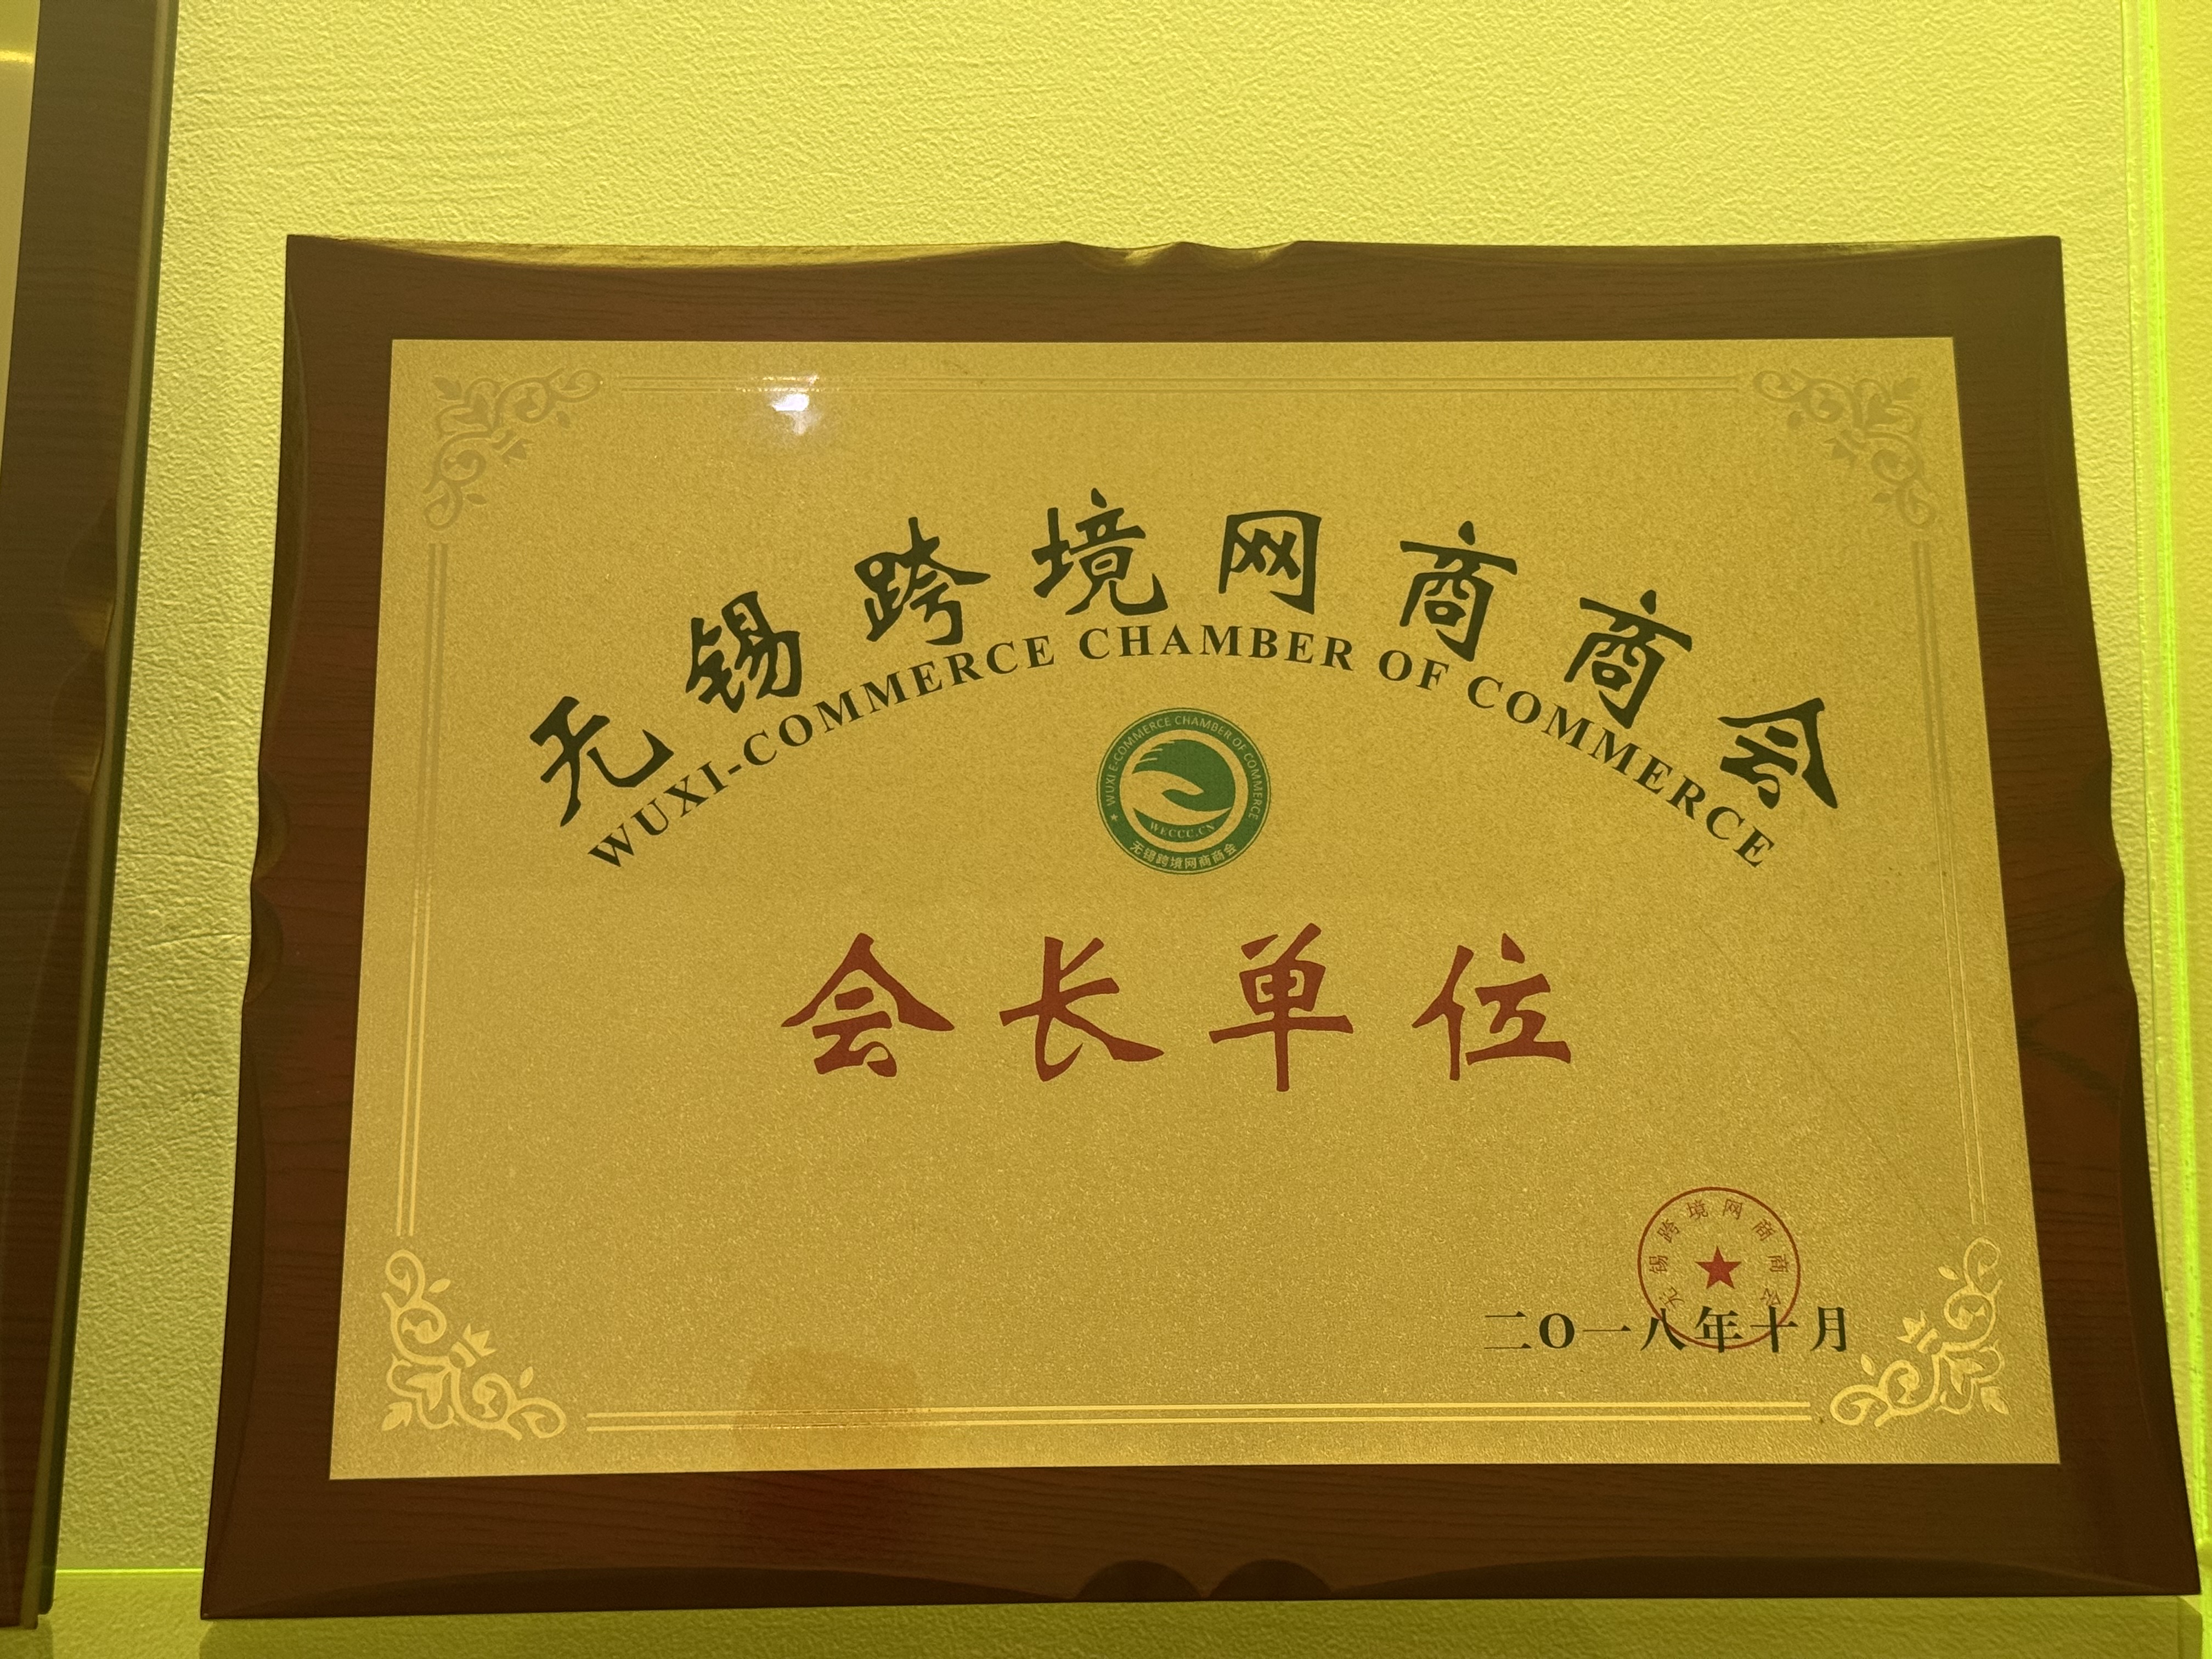 无锡跨境网商商会
WUXI-COMMERCE CHAMBER OF COMMERCE
WUXI E-COMMERCE CHAMBER OF COMMERCE
WECCC.CN
无锡跨境网商商会
会长单位
无锡跨境网商商会
二O一八年十月